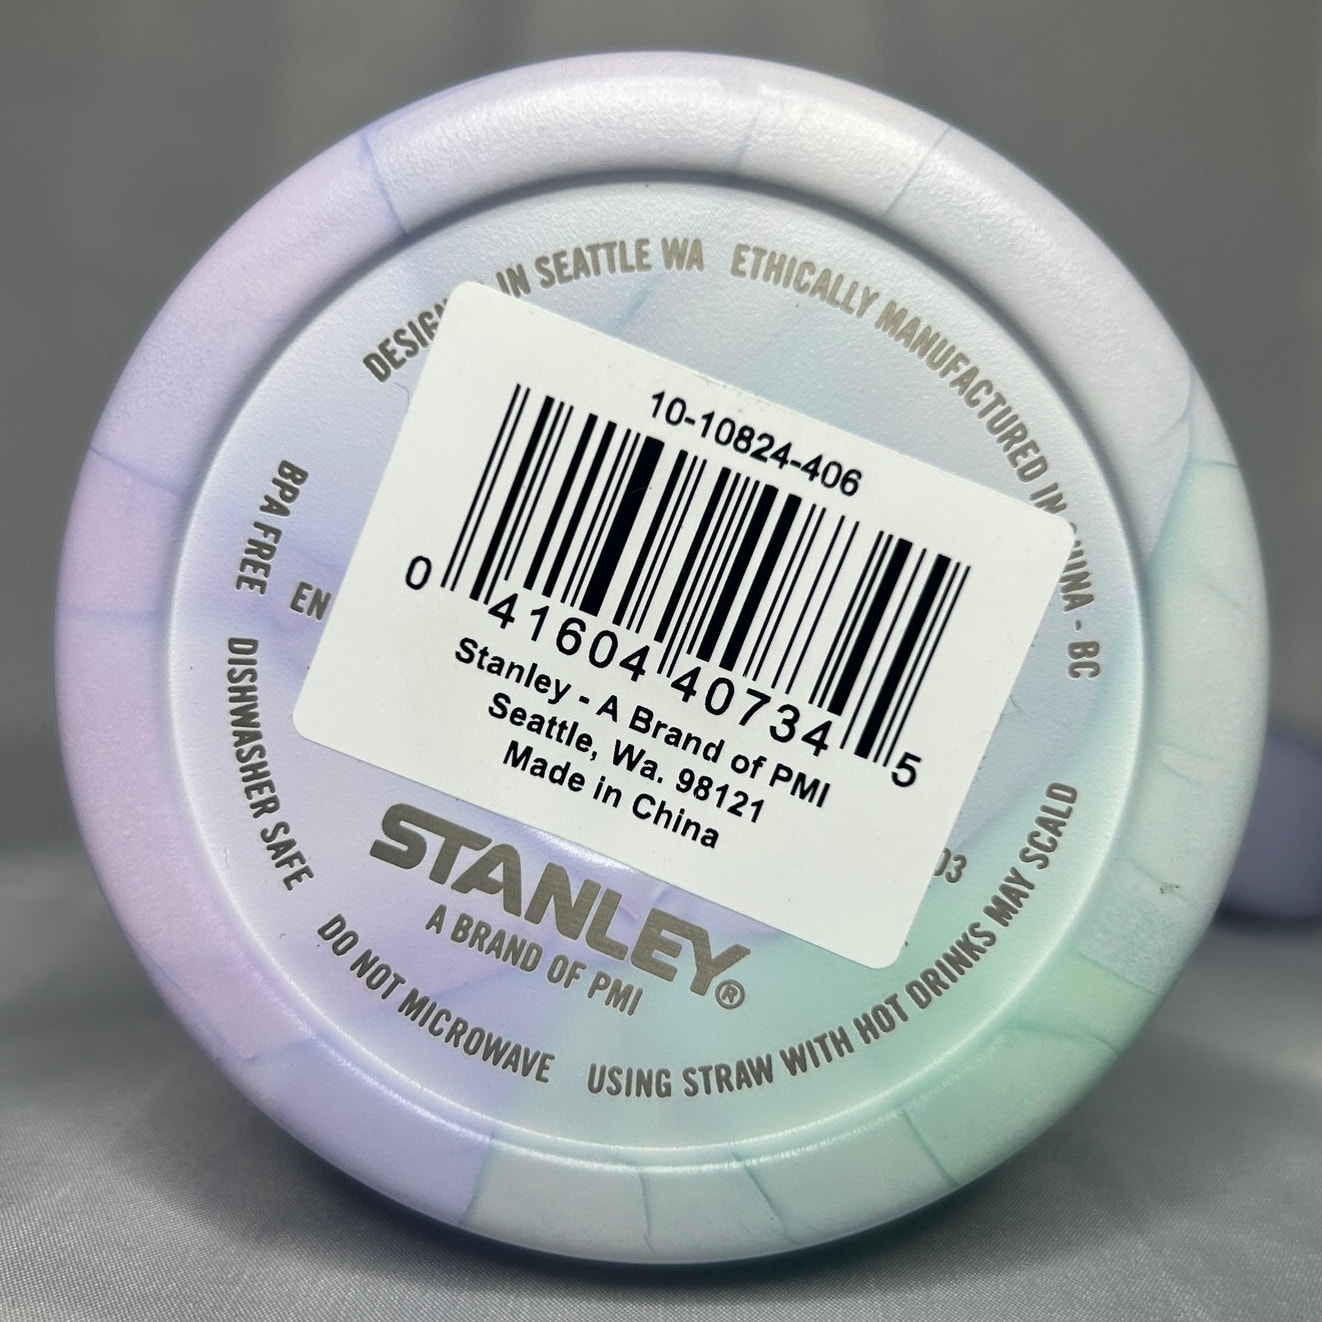 IN SEATTLE WA
ETHICALLY MANUFACTURED IN
- BC
BPA FREE
EN
DISHWASHER SAFE
DO NOT MICROWAVE
USING STRAW WITH HOT DRINKS MAY SCALD
10-10824-406
0 41604 40734 5
Stanley - A Brand of PMI
Seattle, Wa. 98121
Made in China
03
STANLEY®
A BRAND OF PMI